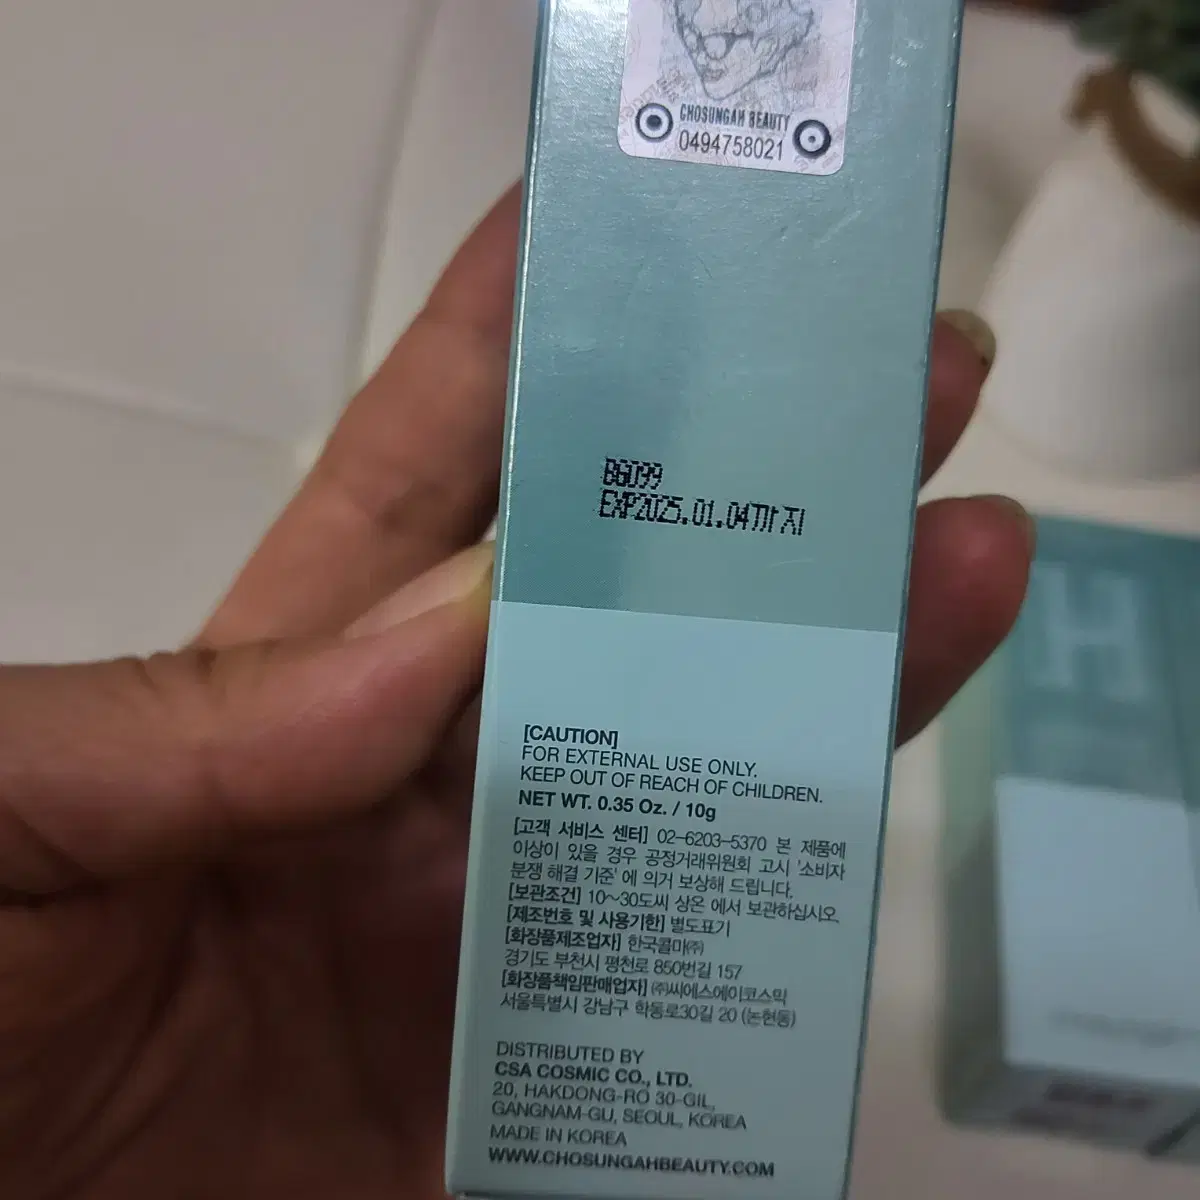 CHOSUNGAH BEAUTY
0494758021
B6099
EXP2025.01.04까지
[CAUTION]
FOR EXTERNAL USE ONLY.
KEEP OUT OF REACH OF CHILDREN.
NET WT. 0.35 Oz. / 10g
[고객 서비스 센터] 02-6203-5370 본 제품에
이상이 있을 경우 공정거래위원회 고시 '소비자
분쟁 해결 기준' 에 의거 보상해 드립니다.
[보관조건] 10~30도씨 상온 에서 보관하십시오.
[제조번호 및 사용기한] 별도표기
[화장품제조업자] 한국콜마㈜
경기도 부천시 평천로 850번길 157
[화장품책임판매업자] ㈜씨에스에이코스믹
서울특별시 강남구 학동로30길 20 (논현동)
DISTRIBUTED BY
CSA COSMIC CO., LTD.
20, HAKDONG-RO 30-GIL,
GANGNAM-GU, SEOUL, KOREA
MADE IN KOREA
WWW.CHOSUNGAHBEAUTY.COM
H